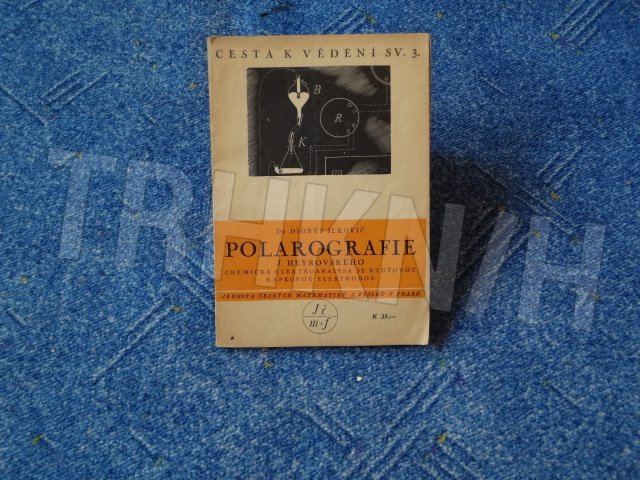 CESTA K VĚDĚNÍ SV. 3.
B
R
K
Dr DIONÝS ILKOVIČ
POLAROGRAFIE
J. HEYROVSKÉHO
CHEMICKÁ ELEKTROANALYSA SE RTUŤOVOU
KAPKOVOU ELEKTRODOU
JEDNOTA ČESKÝCH MATEMATIKŮ A FYSIKŮ V PRAZE
JČ
m+f
K 25,—
TRHKNIH